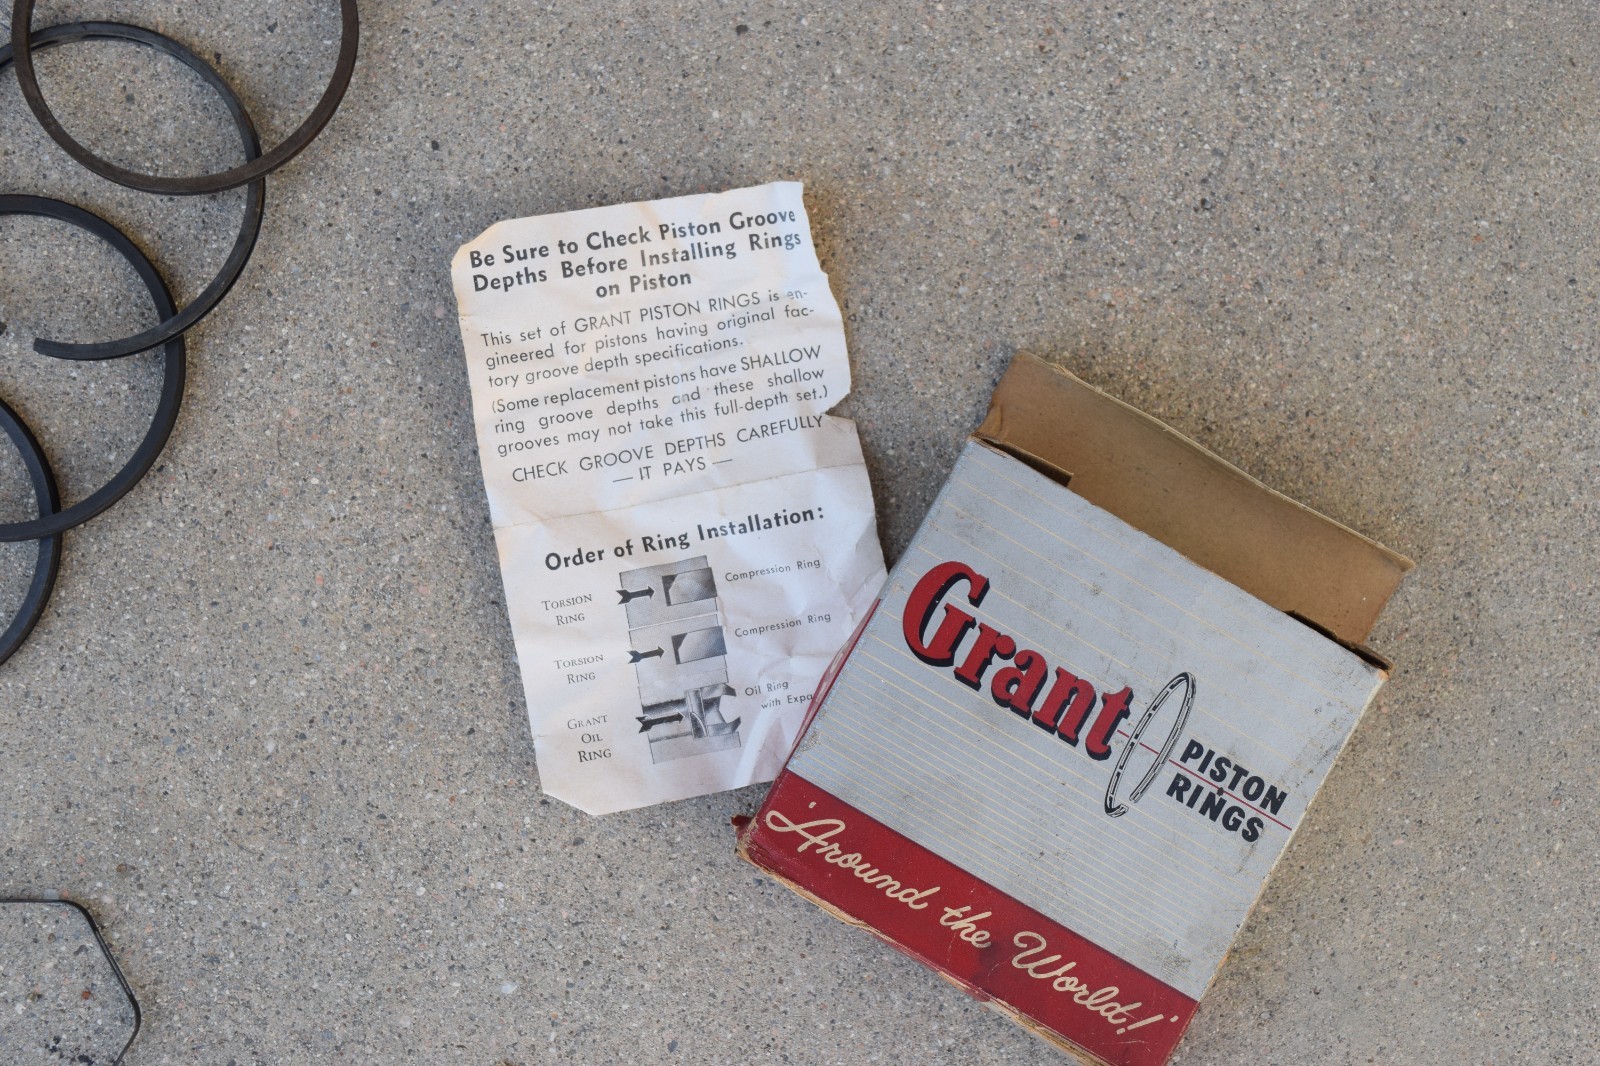 Be Sure to Check Piston Groove
Depths Before Installing Rings
on Piston
This set of GRANT PISTON RINGS is en-
gineered for pistons having original fac-
tory groove depth specifications.
(Some replacement pistons have SHALLOW
ring groove depths and these shallow
grooves may not take this full-depth set.)
CHECK GROOVE DEPTHS CAREFULLY
— IT PAYS —
Order of Ring Installation:
TORSION
RING
Compression Ring
TORSION
RING
Compression Ring
GRANT
OIL
RING
Oil Ring
with Expa
Grant
PISTON
RINGS
'Around the World!'